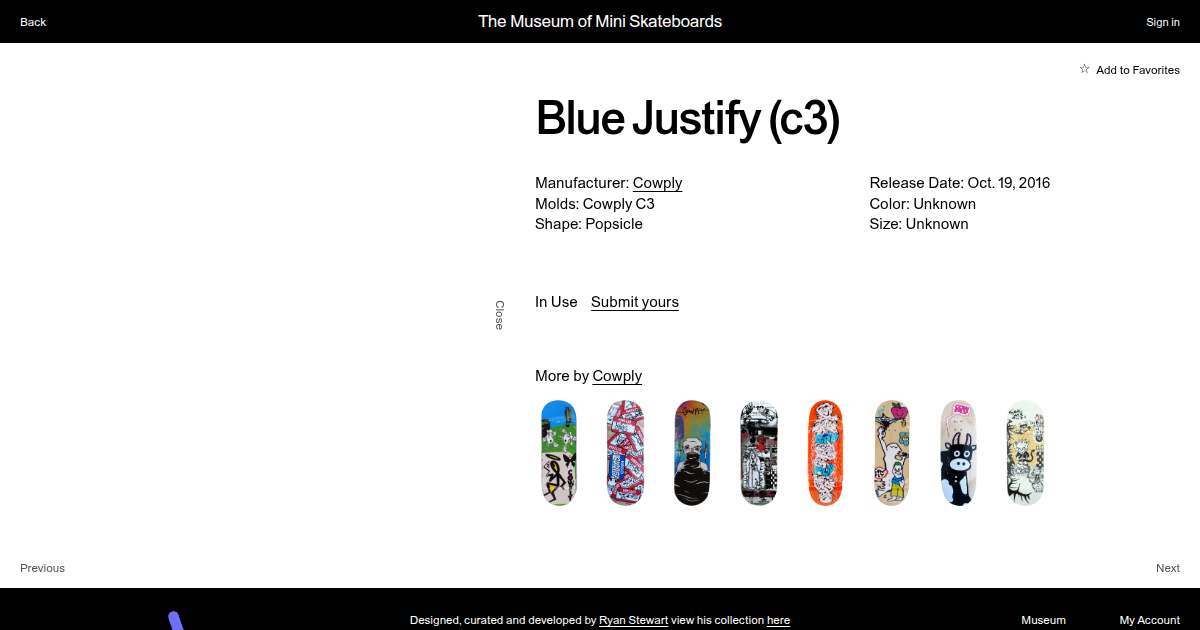 Back
The Museum of Mini Skateboards
Sign in
☆ Add to Favorites
Blue Justify (c3)
Manufacturer: Cowply
Molds: Cowply C3
Shape: Popsicle
Release Date: Oct. 19, 2016
Color: Unknown
Size: Unknown
Close
In Use Submit yours
More by Cowply
Previous
Next
Designed, curated and developed by Ryan Stewart view his collection here
Museum
My Account